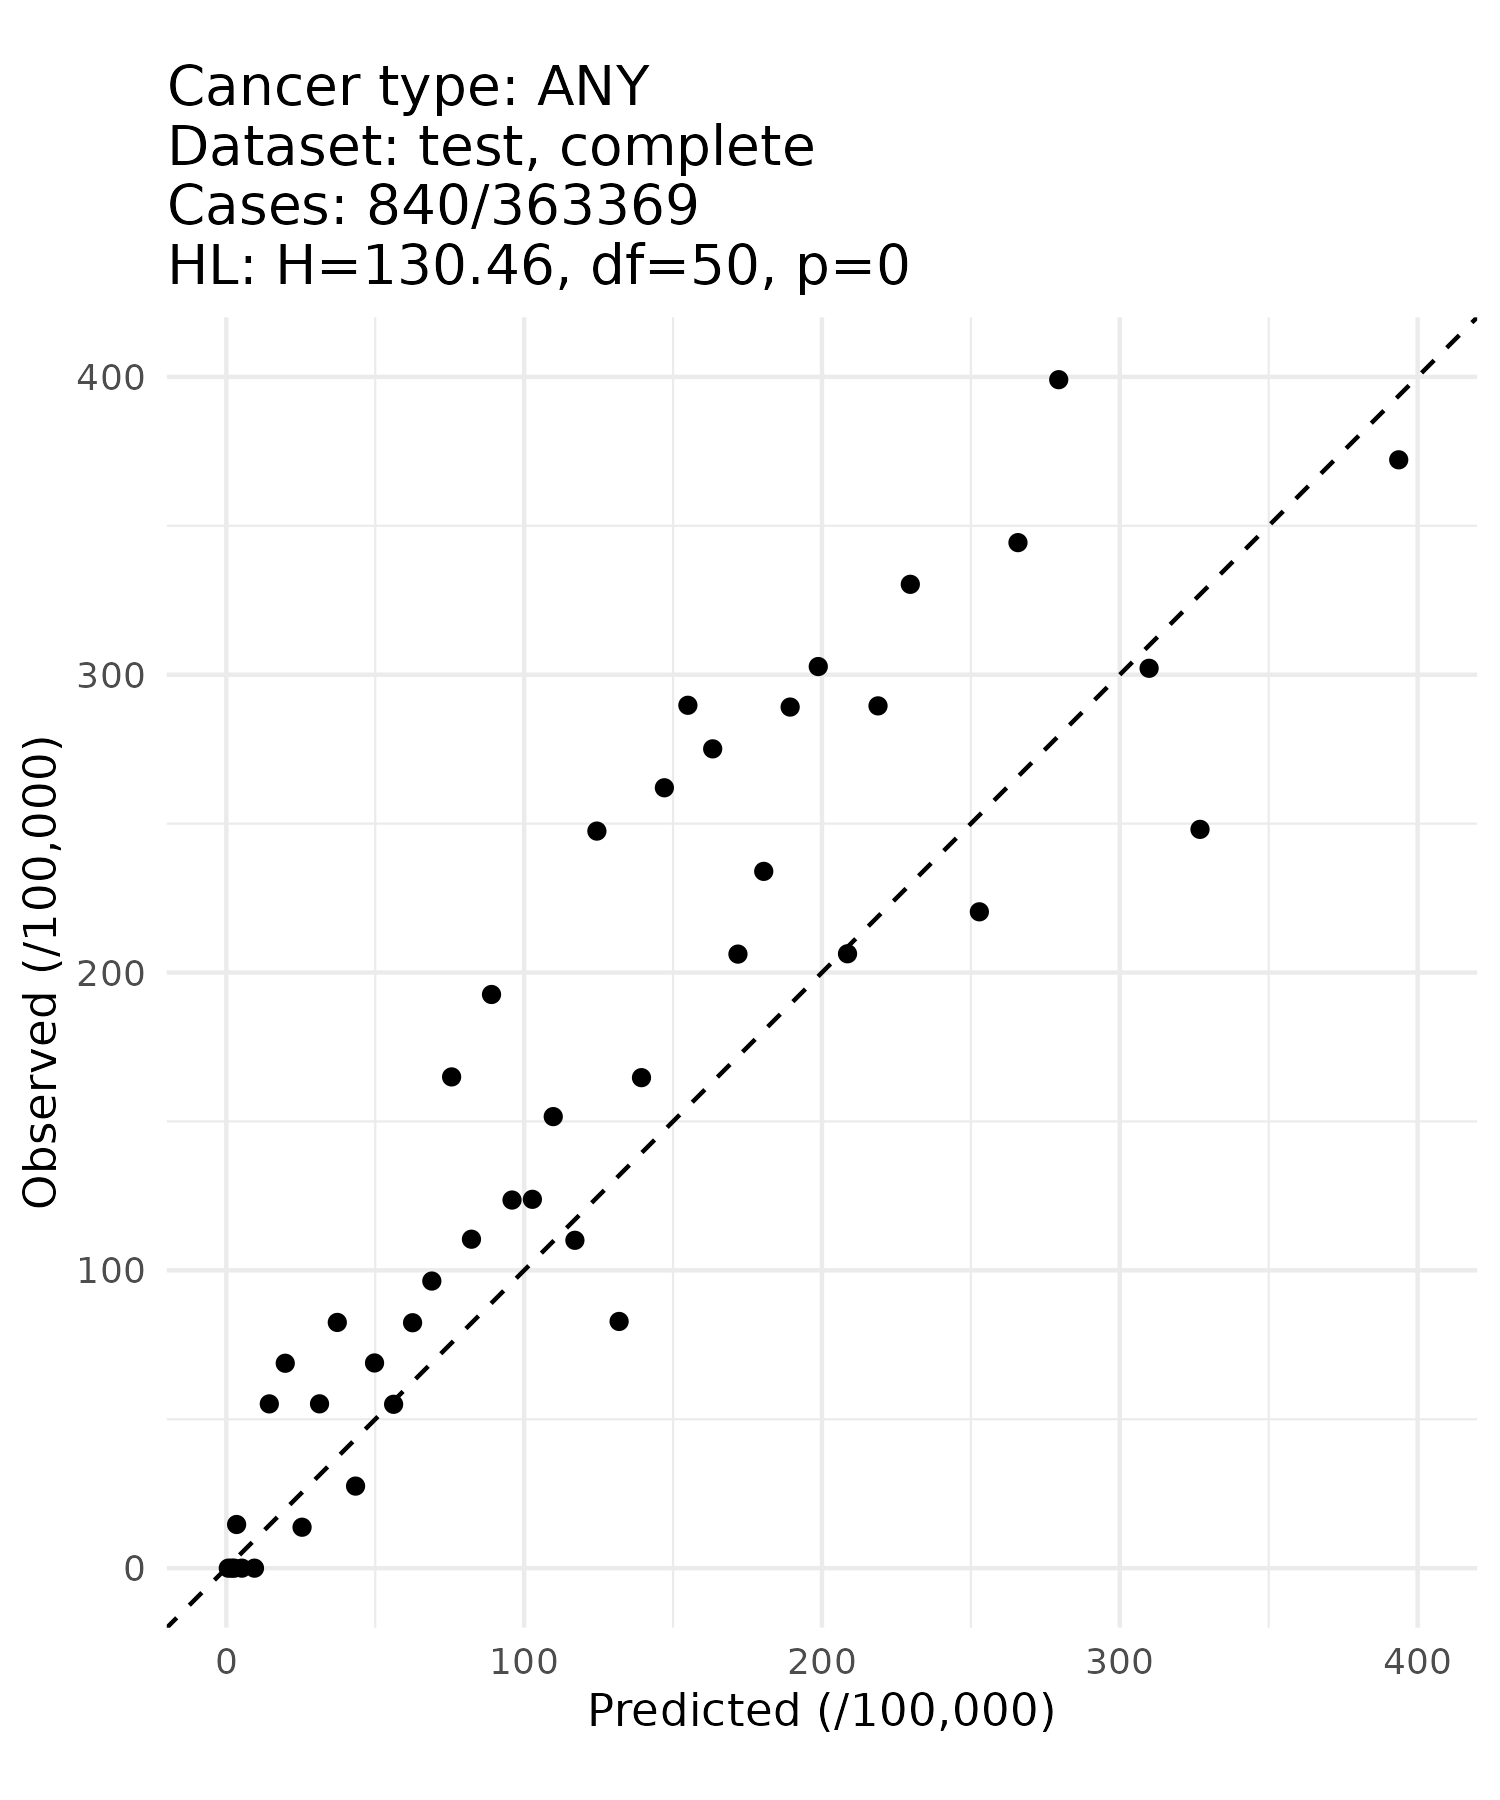 Cancer type: ANY
Dataset: test, complete
Cases: 840/363369
HL: H=130.46, df=50, p=0
400
300
200
100
0
Observed (/100,000)
0 100 200 300 400
Predicted (/100,000)